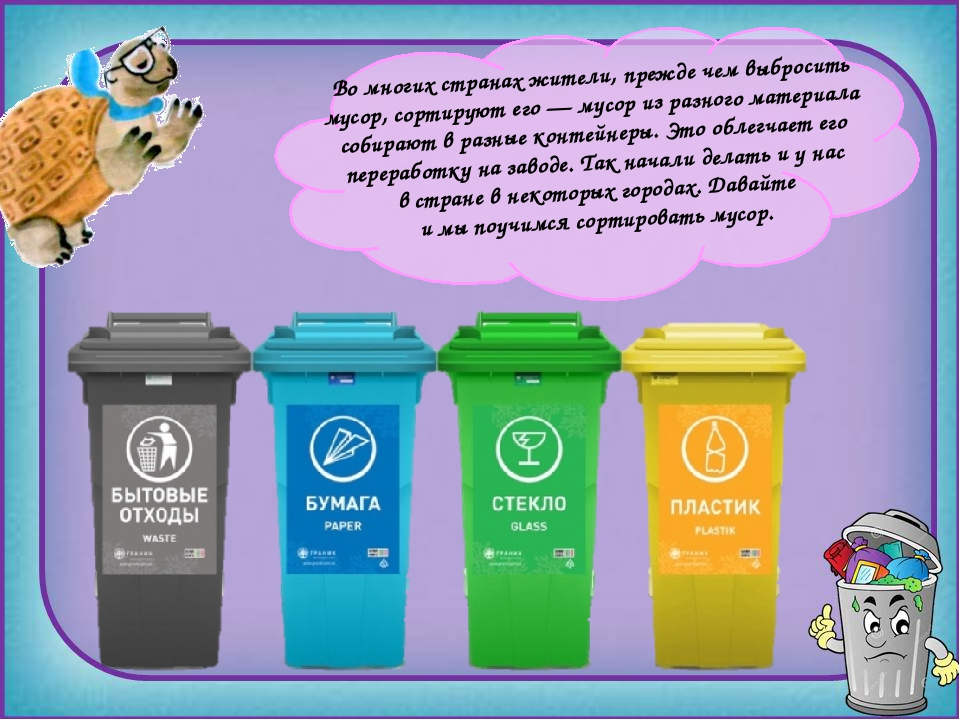 Во многих странах жители, прежде чем выбросить
мусор, сортируют его — мусор из разного материала
собирают в разные контейнеры. Это облегчает его
переработку на заводе. Так начали делать и у нас
в стране в некоторых городах. Давайте
и мы поучимся сортировать мусор.
БЫТОВЫЕ
ОТХОДЫ
WASTE
БУМАГА
PAPER
СТЕКЛО
GLASS
ПЛАСТИК
PLASTIK